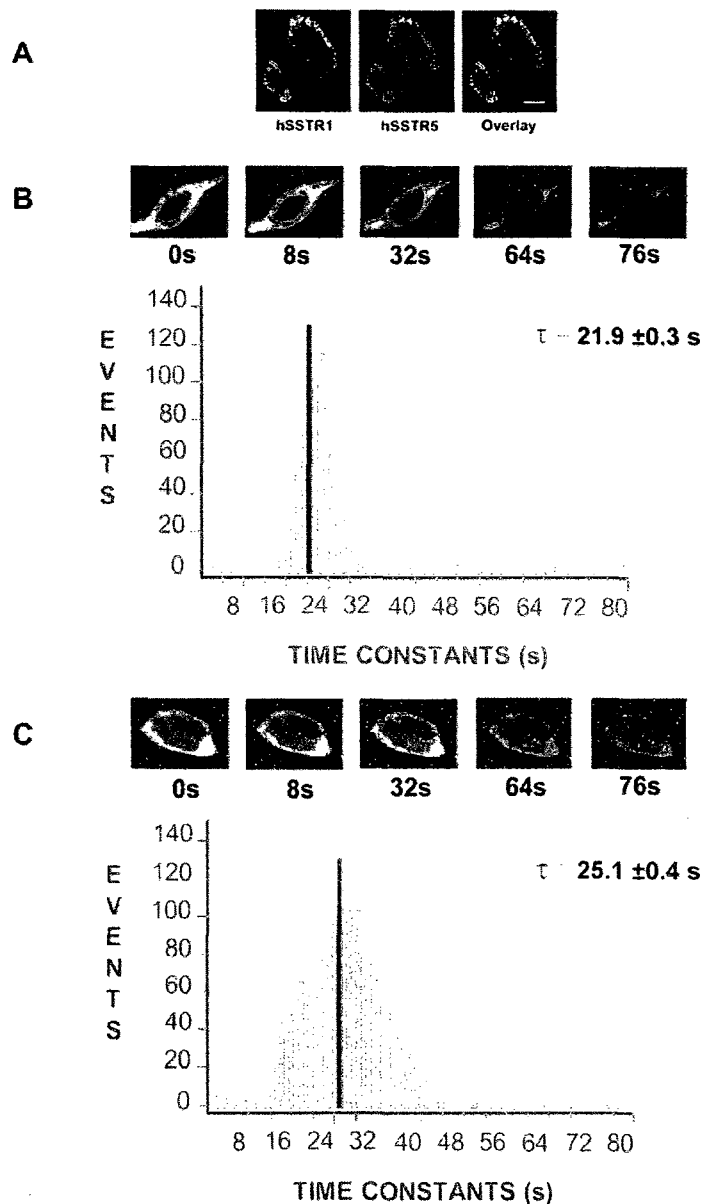 A
hSSTR1 hSSTR5 Overlay
B
0s 8s 32s 64s 76s
140
120
100
80
60
40
20
0
EVENTS
τ - 21.9 ±0.3 s
8 16 24 32 40 48 56 64 72 80
TIME CONSTANTS (s)
C
0s 8s 32s 64s 76s
140
120
100
80
60
40
20
0
EVENTS
τ - 25.1 ±0.4 s
8 16 24 32 40 48 56 64 72 80
TIME CONSTANTS (s)